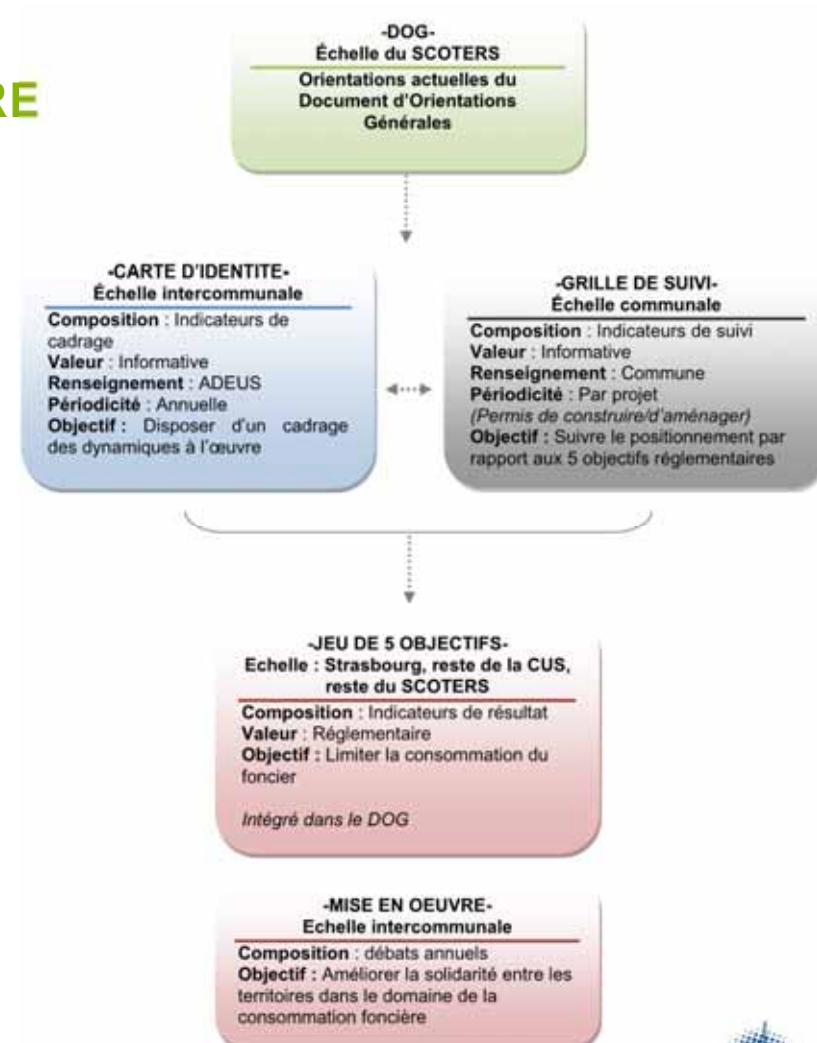 RE
-DOG-
Échelle du SCOTERS
Orientations actuelles du
Document d'Orientations
Générales
-CARTE D'IDENTITE-
Échelle intercommunale
Composition : Indicateurs de
cadrage
Valeur : Informative
Renseignement : ADEUS
Périodicité : Annuelle
Objectif : Disposer d'un cadrage
des dynamiques à l'œuvre
-GRILLE DE SUIVI-
Échelle communale
Composition : Indicateurs de suivi
Valeur : Informative
Renseignement : Commune
Périodicité : Par projet
(Permis de construire/d'aménager)
Objectif : Suivre le positionnement par
rapport aux 5 objectifs réglementaires
-JEU DE 5 OBJECTIFS-
Echelle : Strasbourg, reste de la CUS,
reste du SCOTERS
Composition : Indicateurs de résultat
Valeur : Réglementaire
Objectif : Limiter la consommation du
foncier
Intégré dans le DOG
-MISE EN OEUVRE-
Echelle intercommunale
Composition : débats annuels
Objectif : Améliorer la solidarité entre les
territoires dans le domaine de la
consommation foncière